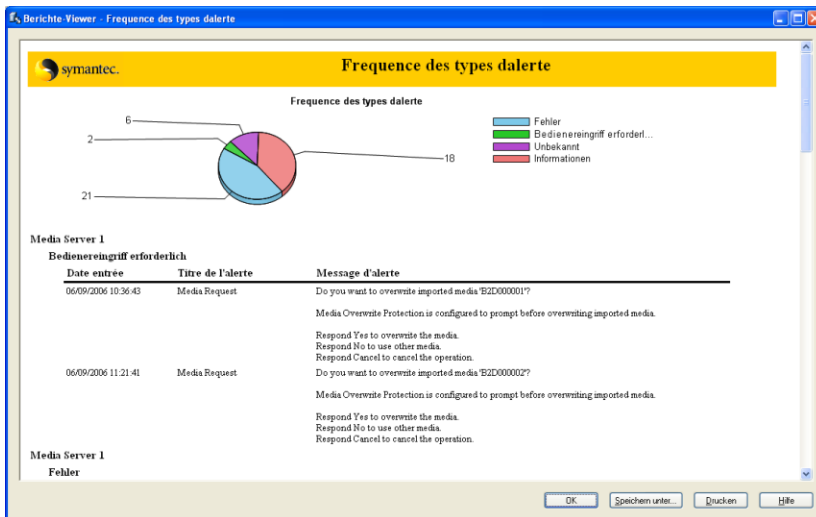 Berichte-Viewer - Frequence des types dalerte
symantec.
Frequence des types dalerte
Frequence des types dalerte
6
2
21
18
Fehler
Bedienereingriff erforderl...
Unbekannt
Informationen
Media Server 1
Bedienereingriff erforderlich
Date entrée Titre de l'alerte Message d'alerte
06/09/2006 10:36:43 Media Request Do you want to overwrite imported media 'B2D000001'?
Media Overwrite Protection is configured to prompt before overwriting imported media.
Respond Yes to overwrite the media.
Respond No to use other media.
Respond Cancel to cancel the operation.
06/09/2006 11:21:41 Media Request Do you want to overwrite imported media 'B2D000002'?
Media Overwrite Protection is configured to prompt before overwriting imported media.
Respond Yes to overwrite the media.
Respond No to use other media.
Respond Cancel to cancel the operation.
Media Server 1
Fehler
OK Speichern unter... Drucken Hilfe